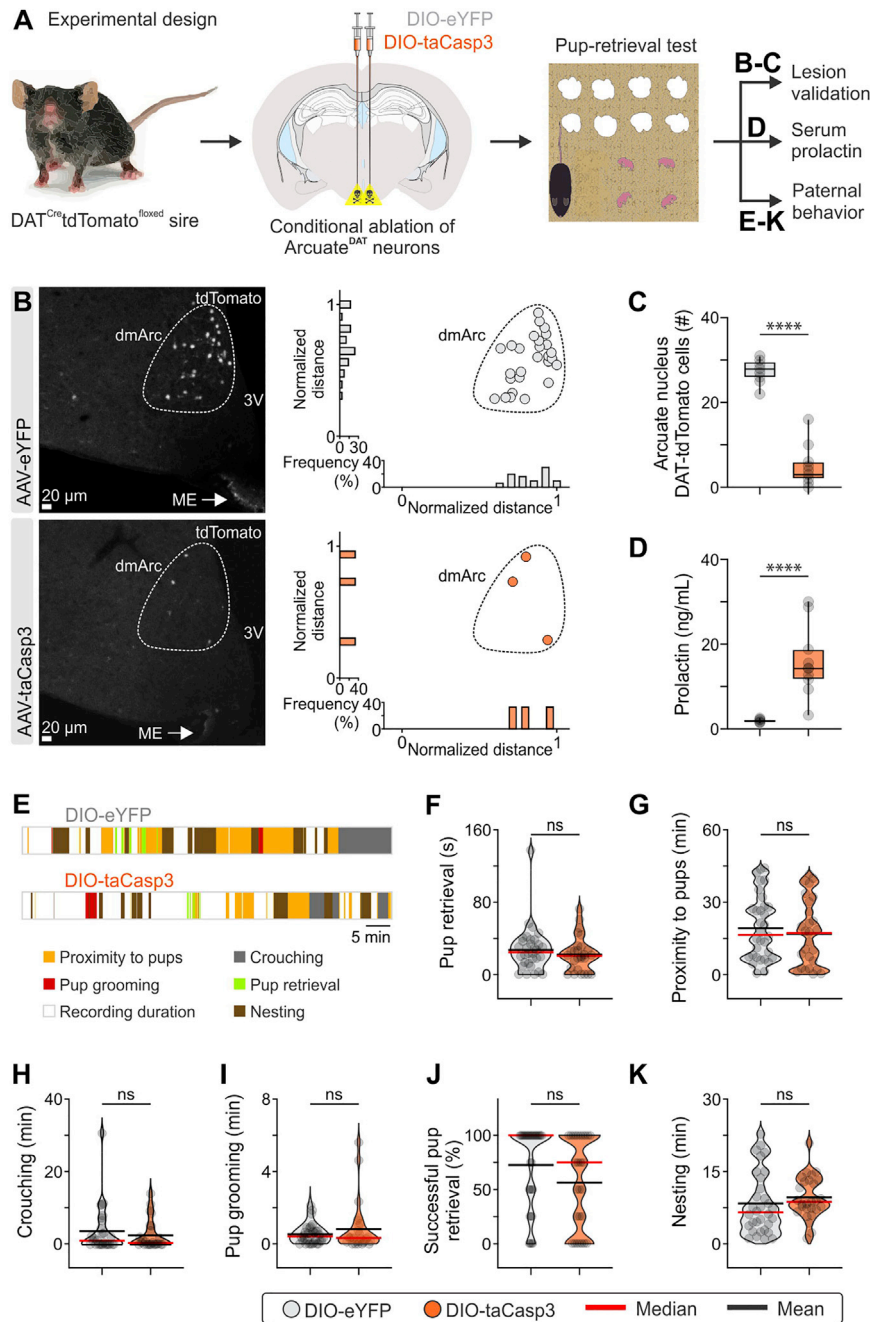 A Experimental design
DIO-eYFP
DIO-taCasp3
Pup-retrieval test
B-C
Lesion validation
D
Serum prolactin
E-K
Paternal behavior
DATCre tdTomatofloxed sire
Conditional ablation of
ArcuateDAT neurons
B
AAV-eYFP
tdTomato
dmArc
3V
ME
20 µm
1
Normalized distance
0
0 30
dmArc
Frequency (%)
40
0
0 1
Normalized distance
AAV-taCasp3
tdTomato
dmArc
3V
ME
20 µm
1
Normalized distance
0
0 40
dmArc
Frequency (%)
40
0
0 1
Normalized distance
C
Arcuate nucleus
DAT-tdTomato cells (#)
40
20
0
****
D
Prolactin (ng/mL)
40
20
0
****
E
DIO-eYFP
DIO-taCasp3
5 min
Proximity to pups
Crouching
Pup grooming
Pup retrieval
Recording duration
Nesting
F
Pup retrieval (s)
160
80
0
ns
G
Proximity to pups (min)
60
30
0
ns
H
Crouching (min)
40
20
0
ns
I
Pup grooming (min)
8
4
0
ns
J
Successful pup
retrieval (%)
100
50
0
ns
K
Nesting (min)
30
15
0
ns
DIO-eYFP DIO-taCasp3 Median Mean